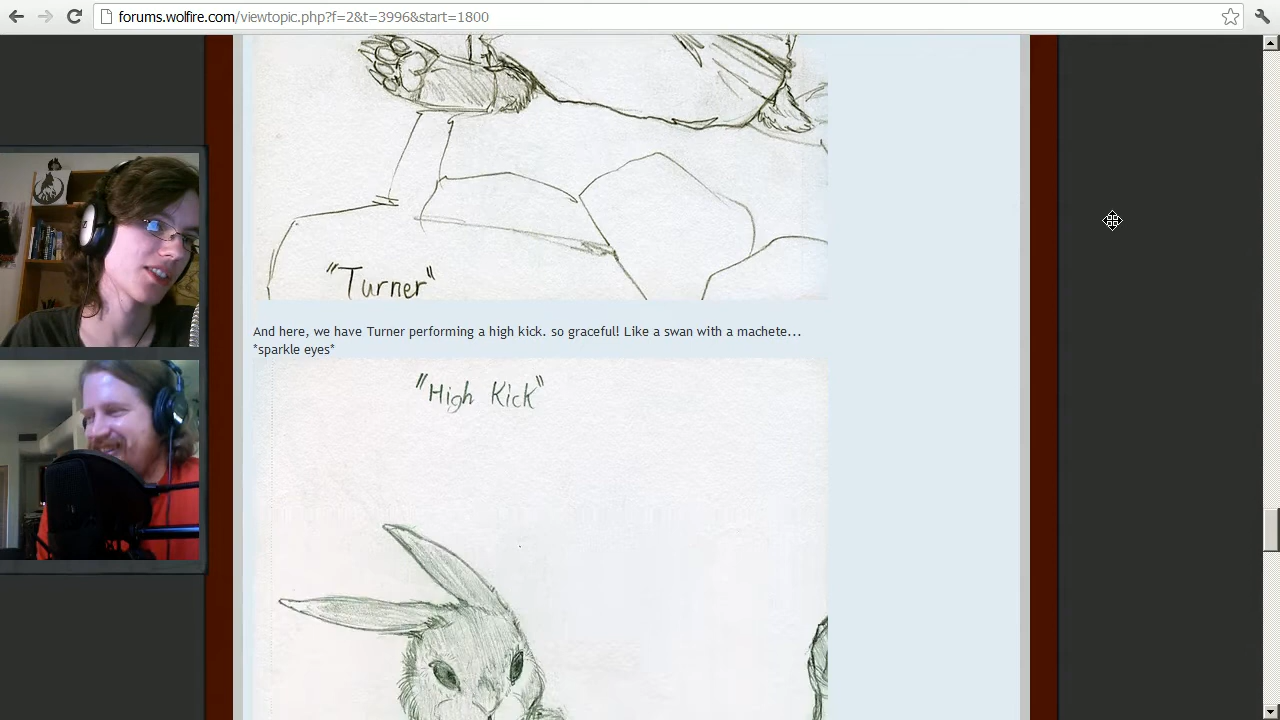 forums.wolfire.com/viewtopic.php?f=2&t=3996&start=1800
"Turner"
And here, we have Turner performing a high kick. so graceful! Like a swan with a machete...
*sparkle eyes*
"High Kick"